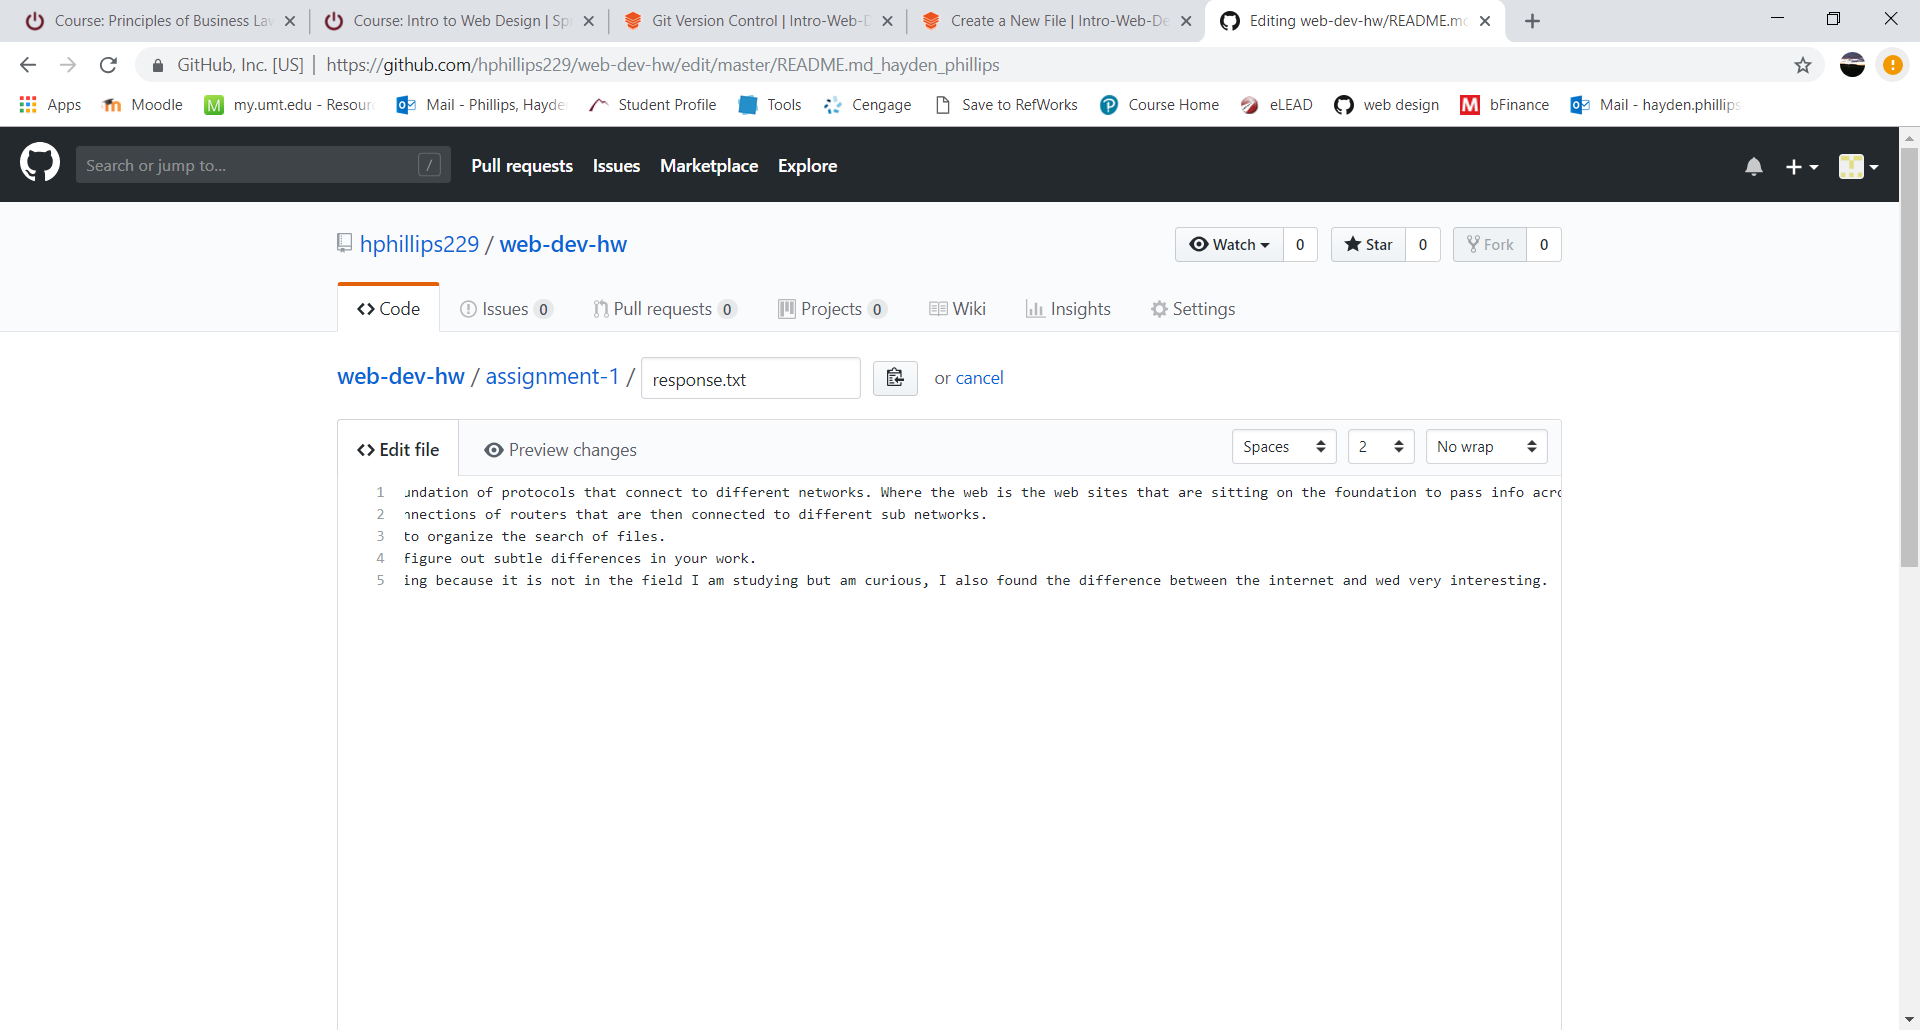 Course: Principles of Business Law
Course: Intro to Web Design | Sp
Git Version Control | Intro-Web-D
Create a New File | Intro-Web-De
Editing web-dev-hw/README.md
GitHub, Inc. [US] | https://github.com/hphillips229/web-dev-hw/edit/master/README.md_hayden_phillips
Apps Moodle my.umt.edu - Resour Mail - Phillips, Hayde Student Profile Tools Cengage Save to RefWorks Course Home eLEAD web design bFinance Mail - hayden.phillips
Search or jump to... / Pull requests Issues Marketplace Explore
hphillips229 / web-dev-hw Watch 0 Star 0 Fork 0
Code Issues 0 Pull requests 0 Projects 0 Wiki Insights Settings
web-dev-hw / assignment-1 / response.txt or cancel
Edit file Preview changes Spaces 2 No wrap
1 undation of protocols that connect to different networks. Where the web is the web sites that are sitting on the foundation to pass info acro
2 nnections of routers that are then connected to different sub networks.
3 to organize the search of files.
4 figure out subtle differences in your work.
5 ing because it is not in the field I am studying but am curious, I also found the difference between the internet and wed very interesting.